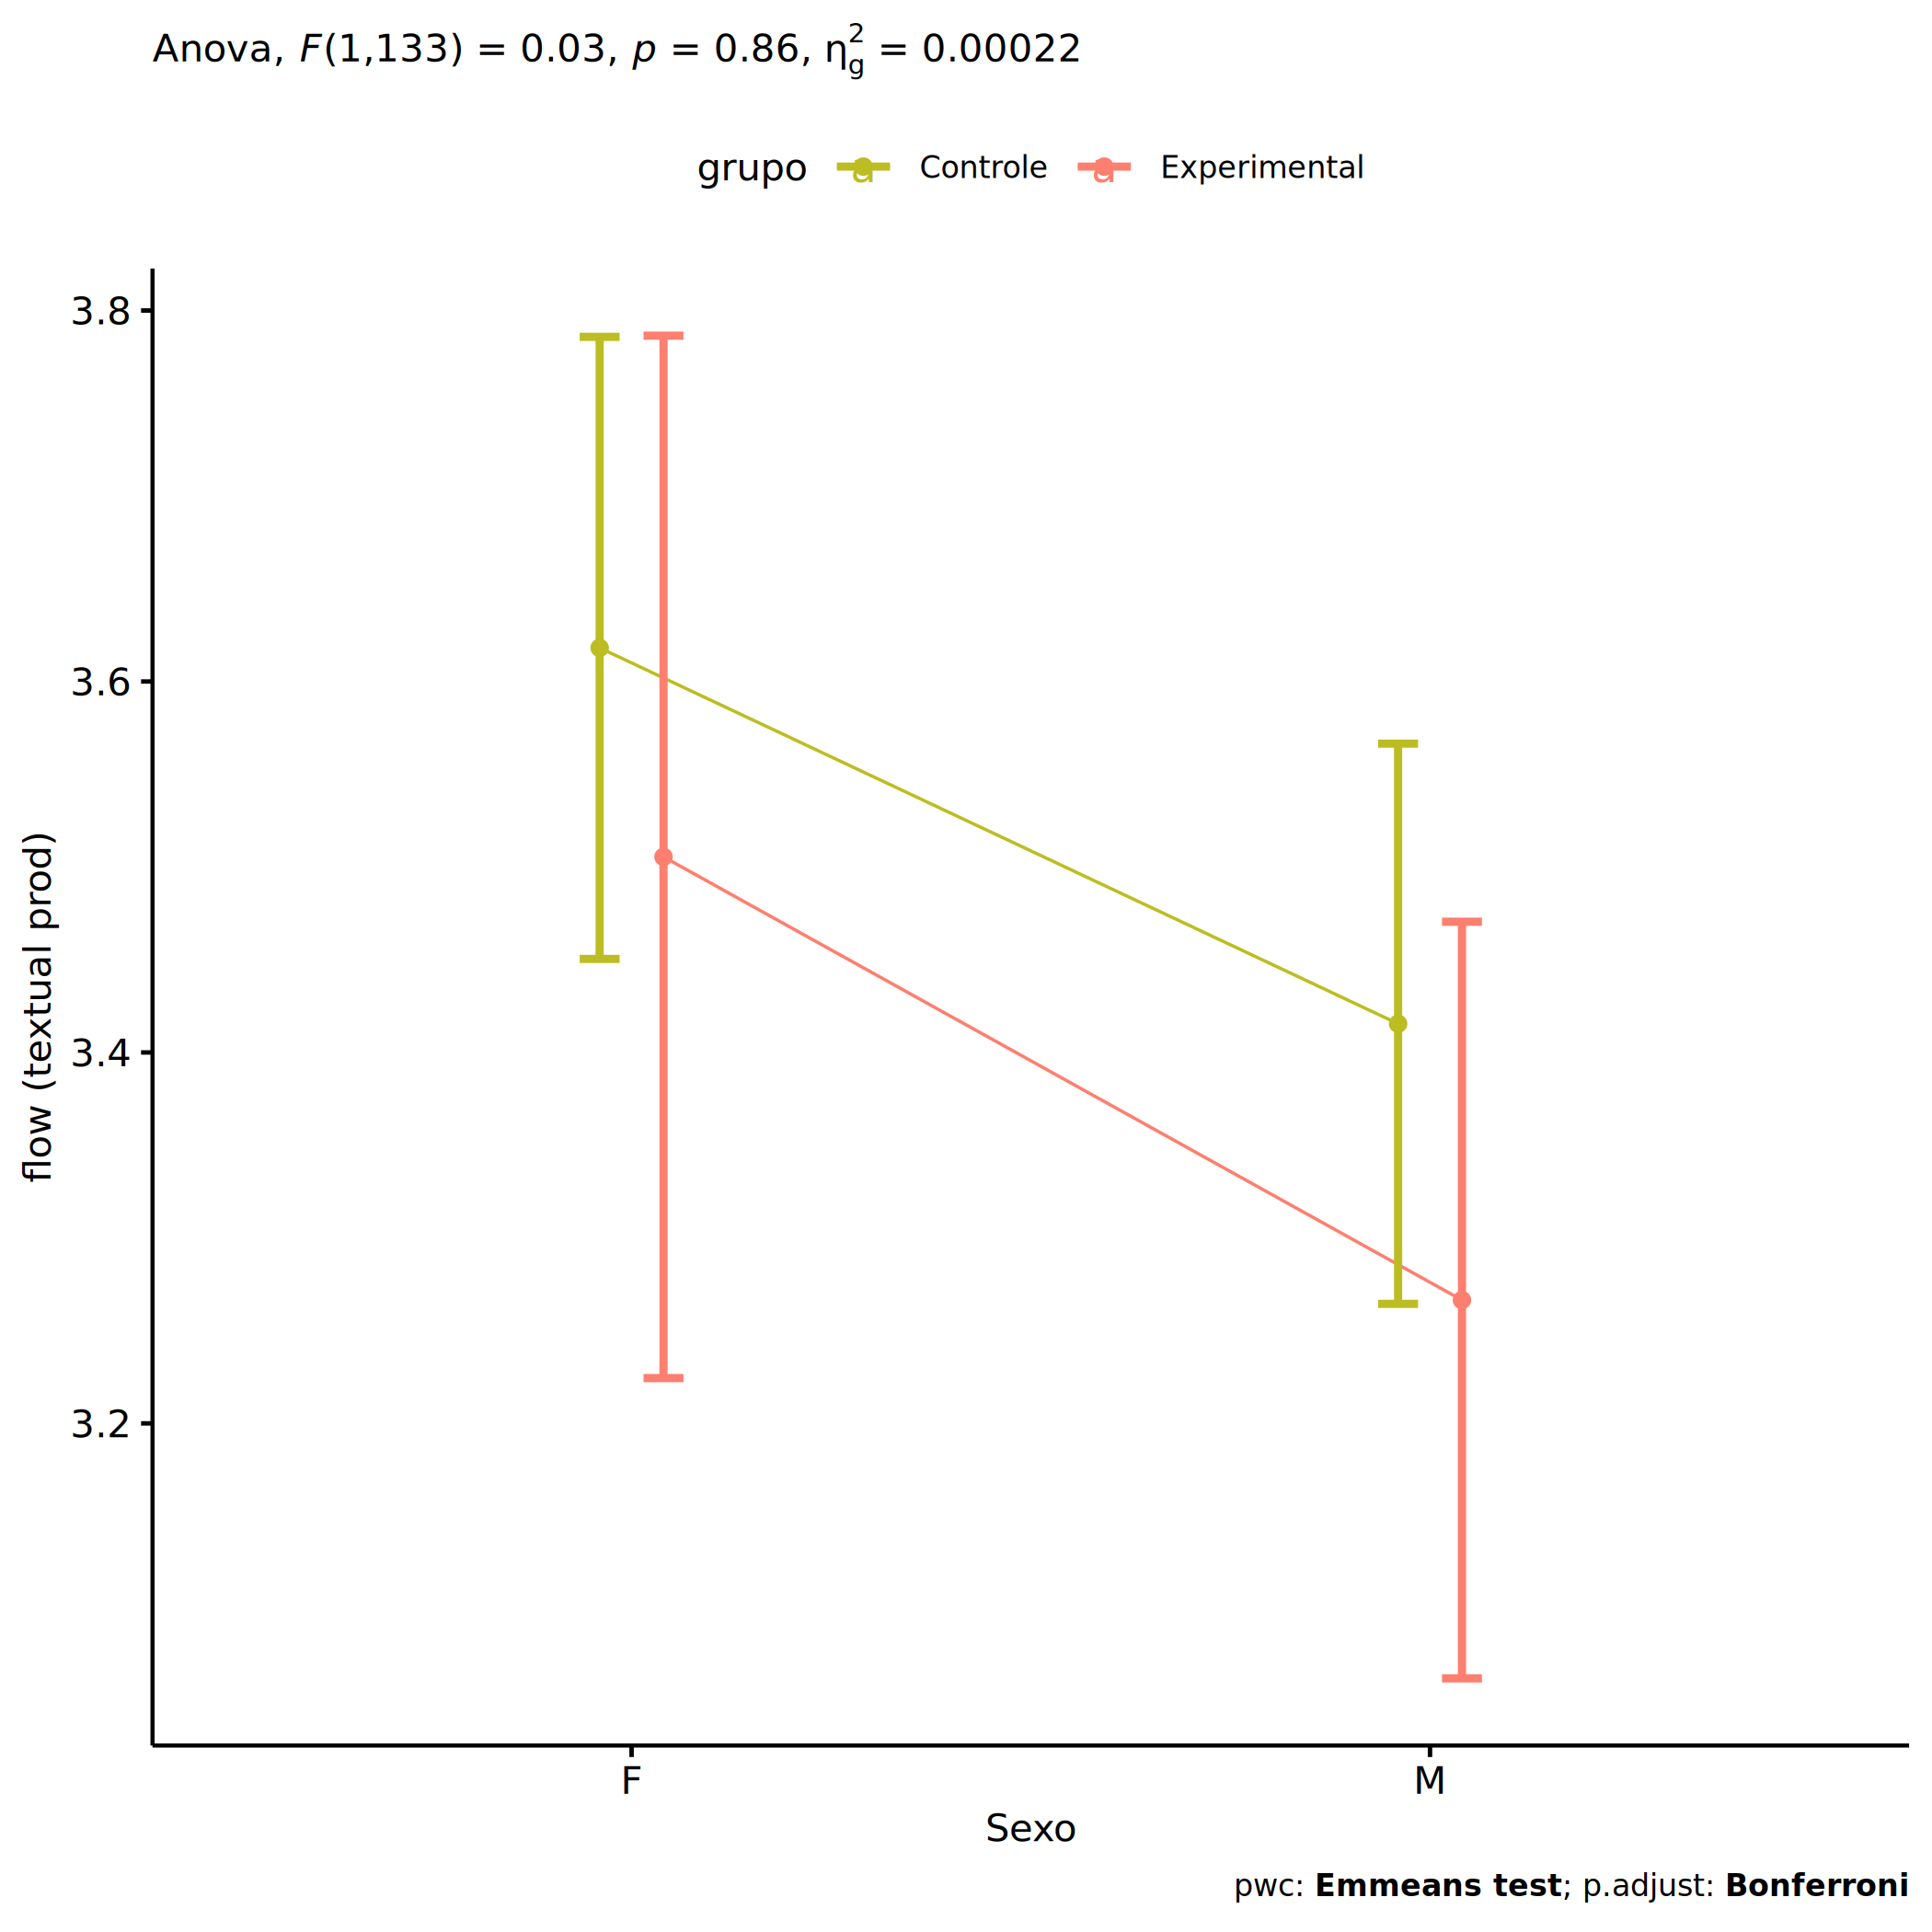 Anova, F(1,133) = 0.03, p = 0.86, η²g = 0.00022
grupo a Controle a Experimental
3.8
3.6
3.4
3.2
flow (textual prod)
F M
Sexo
pwc: Emmeans test; p.adjust: Bonferroni